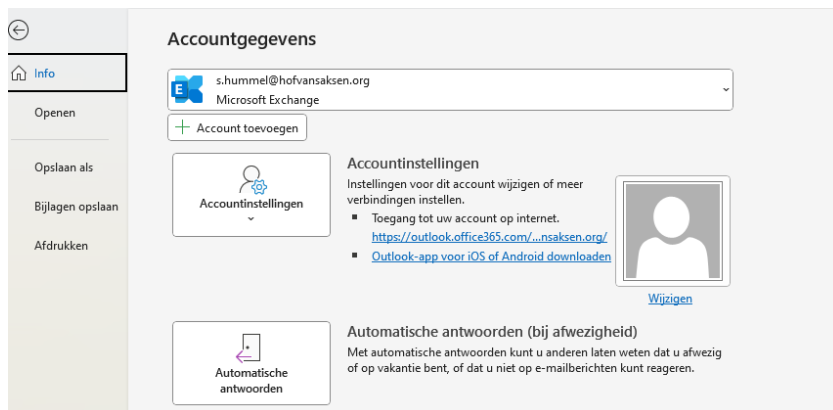 Accountgegevens
Info
Openen
Opslaan als
Bijlagen opslaan
Afdrukken
E
s.hummel@hofvansaksen.org
Microsoft Exchange
Account toevoegen
Accountinstellingen
Accountinstellingen
Instellingen voor dit account wijzigen of meer
verbindingen instellen.
Toegang tot uw account op internet.
https://outlook.office365.com/...nsaksen.org/
Outlook-app voor iOS of Android downloaden
Wijzigen
Automatische
antwoorden
Automatische antwoorden (bij afwezigheid)
Met automatische antwoorden kunt u anderen laten weten dat u afwezig
of op vakantie bent, of dat u niet op e-mailberichten kunt reageren.